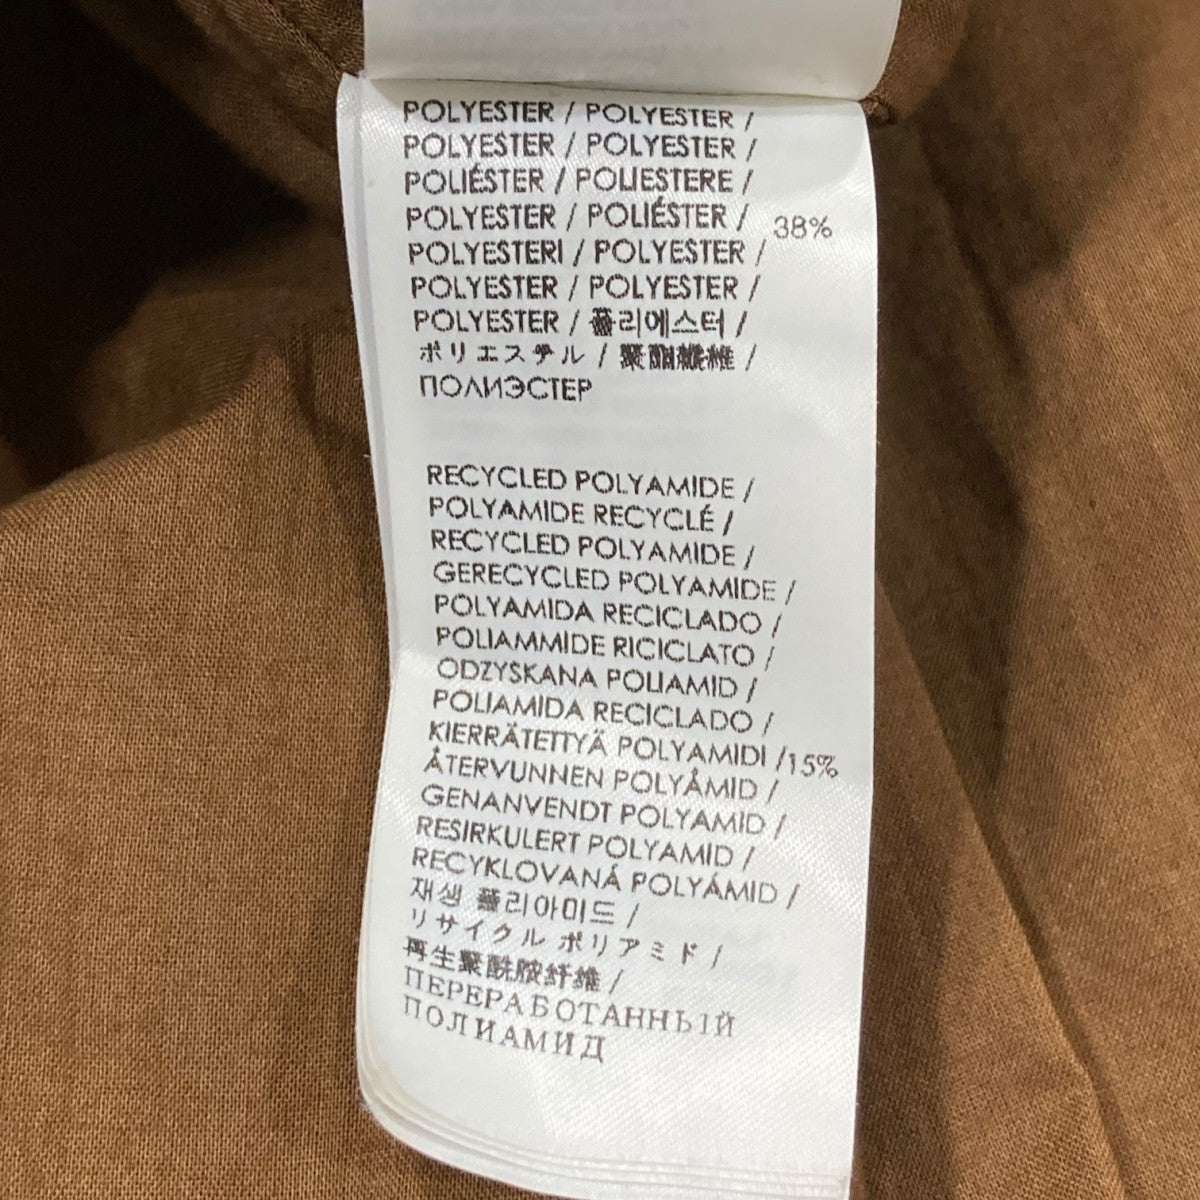 POLYESTER / POLYESTER /
POLYESTER / POLYESTER /
POLIÉSTER / POLIESTERE /
POLYESTER / POLIÉSTER / 38%
POLYESTERI / POLYESTER /
POLYESTER / POLYESTER /
POLYESTER / 폴리에스터 /
ポリエステル / 聚酯纖維 /
ПОЛИЭСТЕР
RECYCLED POLYAMIDE /
POLYAMIDE RECYCLÉ /
RECYCLED POLYAMIDE /
GERECYCLED POLYAMIDE /
POLYAMIDA RECICLADO /
POLIAMMIDE RICICLATO /
ODZYSKANA POLIAMID /
POLIAMIDA RECICLADO /
KIERRÄTETTYÄ POLYAMIDI / 15%
ÅTERVUNNEN POLYÅMID /
GENANVENDT POLYAMID /
RESIRKULERT POLYAMID /
RECYKLOVANÁ POLYÁMID /
재생 폴리아미드 /
リサイクル ポリアミド /
再生聚酰胺纤维 /
ПЕРЕРАБОТАННЫЙ
ПОЛИАМИД